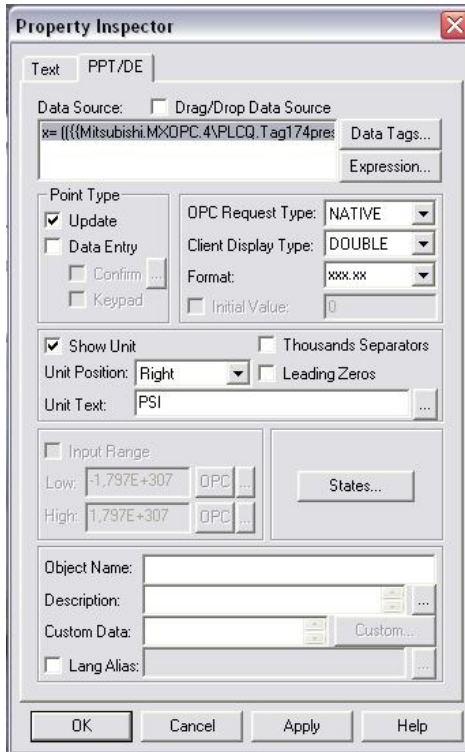 Property Inspector
Text PPT/DE
Data Source: Drag/Drop Data Source
x= (({{Mitsubishi.MXOPC.4\PLCQ.Tag174pres
Data Tags...
Expression...
Point Type
Update
Data Entry
Confirm ...
Keypad
OPC Request Type: NATIVE
Client Display Type: DOUBLE
Format: xxx.xx
Initial Value: 0
Show Unit Thousands Separators
Unit Position: Right Leading Zeros
Unit Text: PSI ...
Input Range
Low: -1,797E+307 OPC ...
High: 1,797E+307 OPC ...
States...
Object Name:
Description: ...
Custom Data: Custom...
Lang Alias: ...
OK Cancel Apply Help